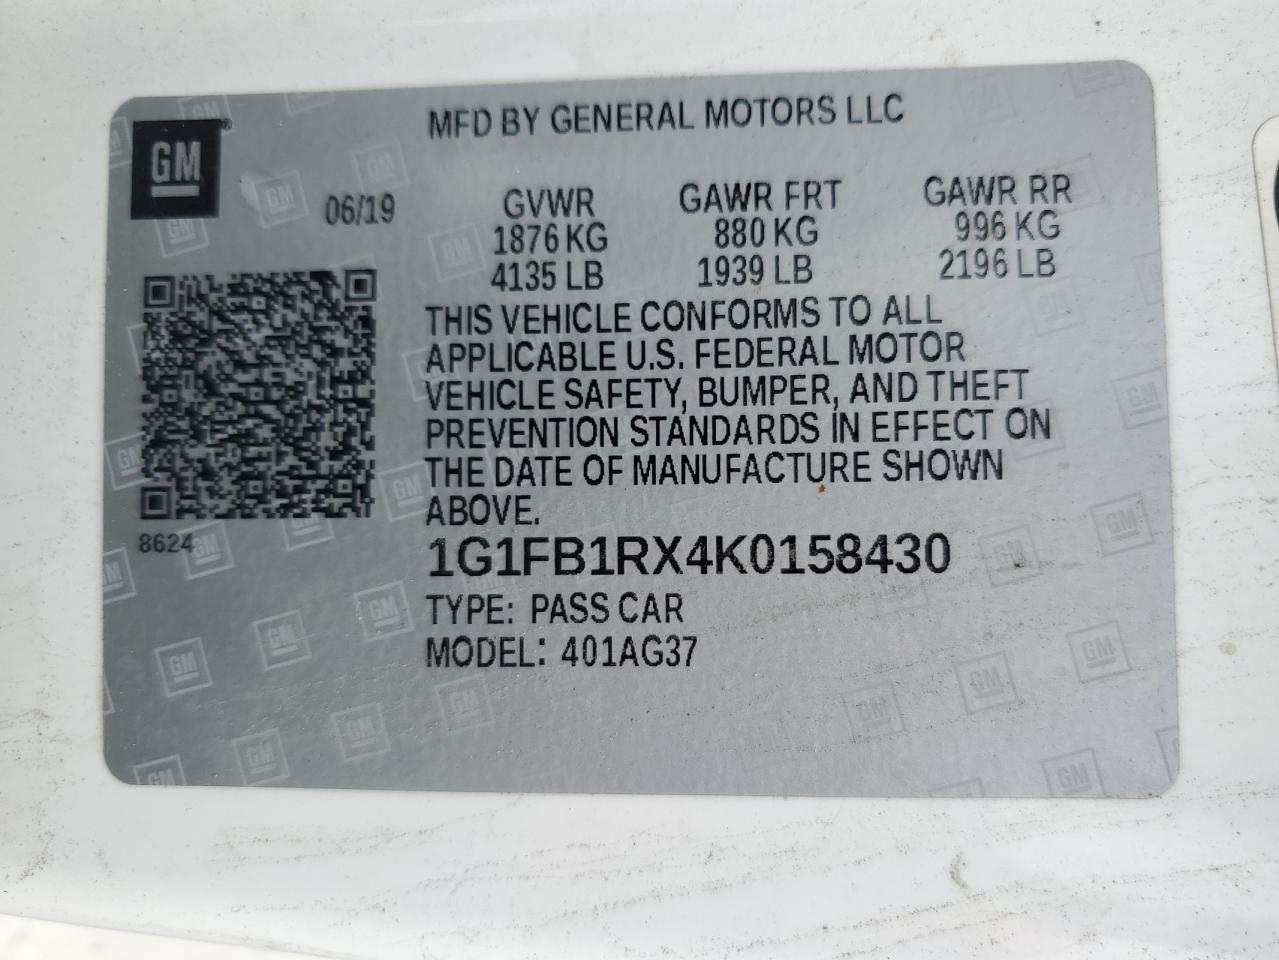 MFD BY GENERAL MOTORS LLC
GM
06/19
GVWR GAWR FRT GAWR RR
1876 KG 880 KG 996 KG
4135 LB 1939 LB 2196 LB
THIS VEHICLE CONFORMS TO ALL
APPLICABLE U.S. FEDERAL MOTOR
VEHICLE SAFETY, BUMPER, AND THEFT
PREVENTION STANDARDS IN EFFECT ON
THE DATE OF MANUFACTURE SHOWN
ABOVE.
8624
1G1FB1RX4K0158430
TYPE: PASS CAR
MODEL: 401AG37